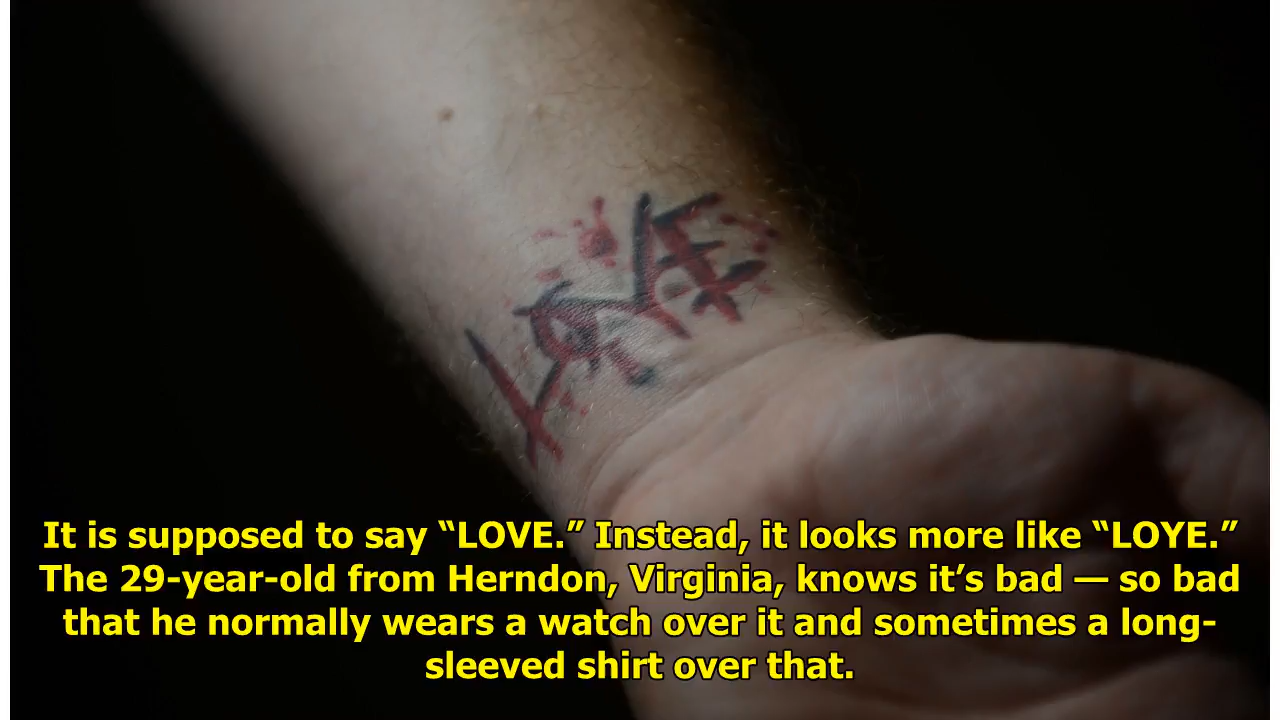 LOYE
It is supposed to say “LOVE.” Instead, it looks more like “LOYE.”
The 29-year-old from Herndon, Virginia, knows it’s bad — so bad
that he normally wears a watch over it and sometimes a long-
sleeved shirt over that.